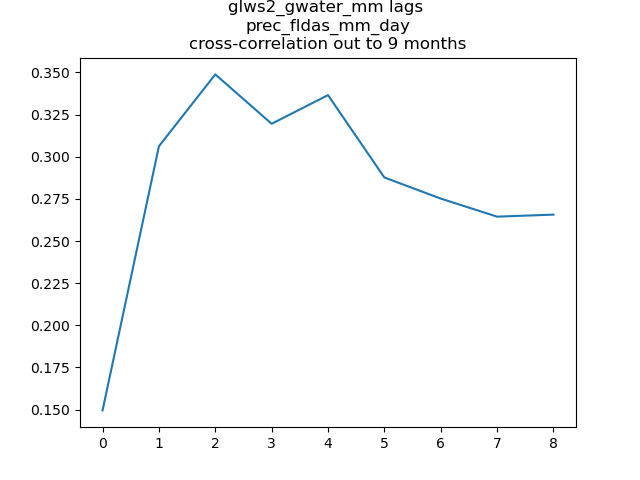 glws2_gwater_mm lags
prec_fldas_mm_day
cross-correlation out to 9 months
0.350
0.325
0.300
0.275
0.250
0.225
0.200
0.175
0.150
0 1 2 3 4 5 6 7 8